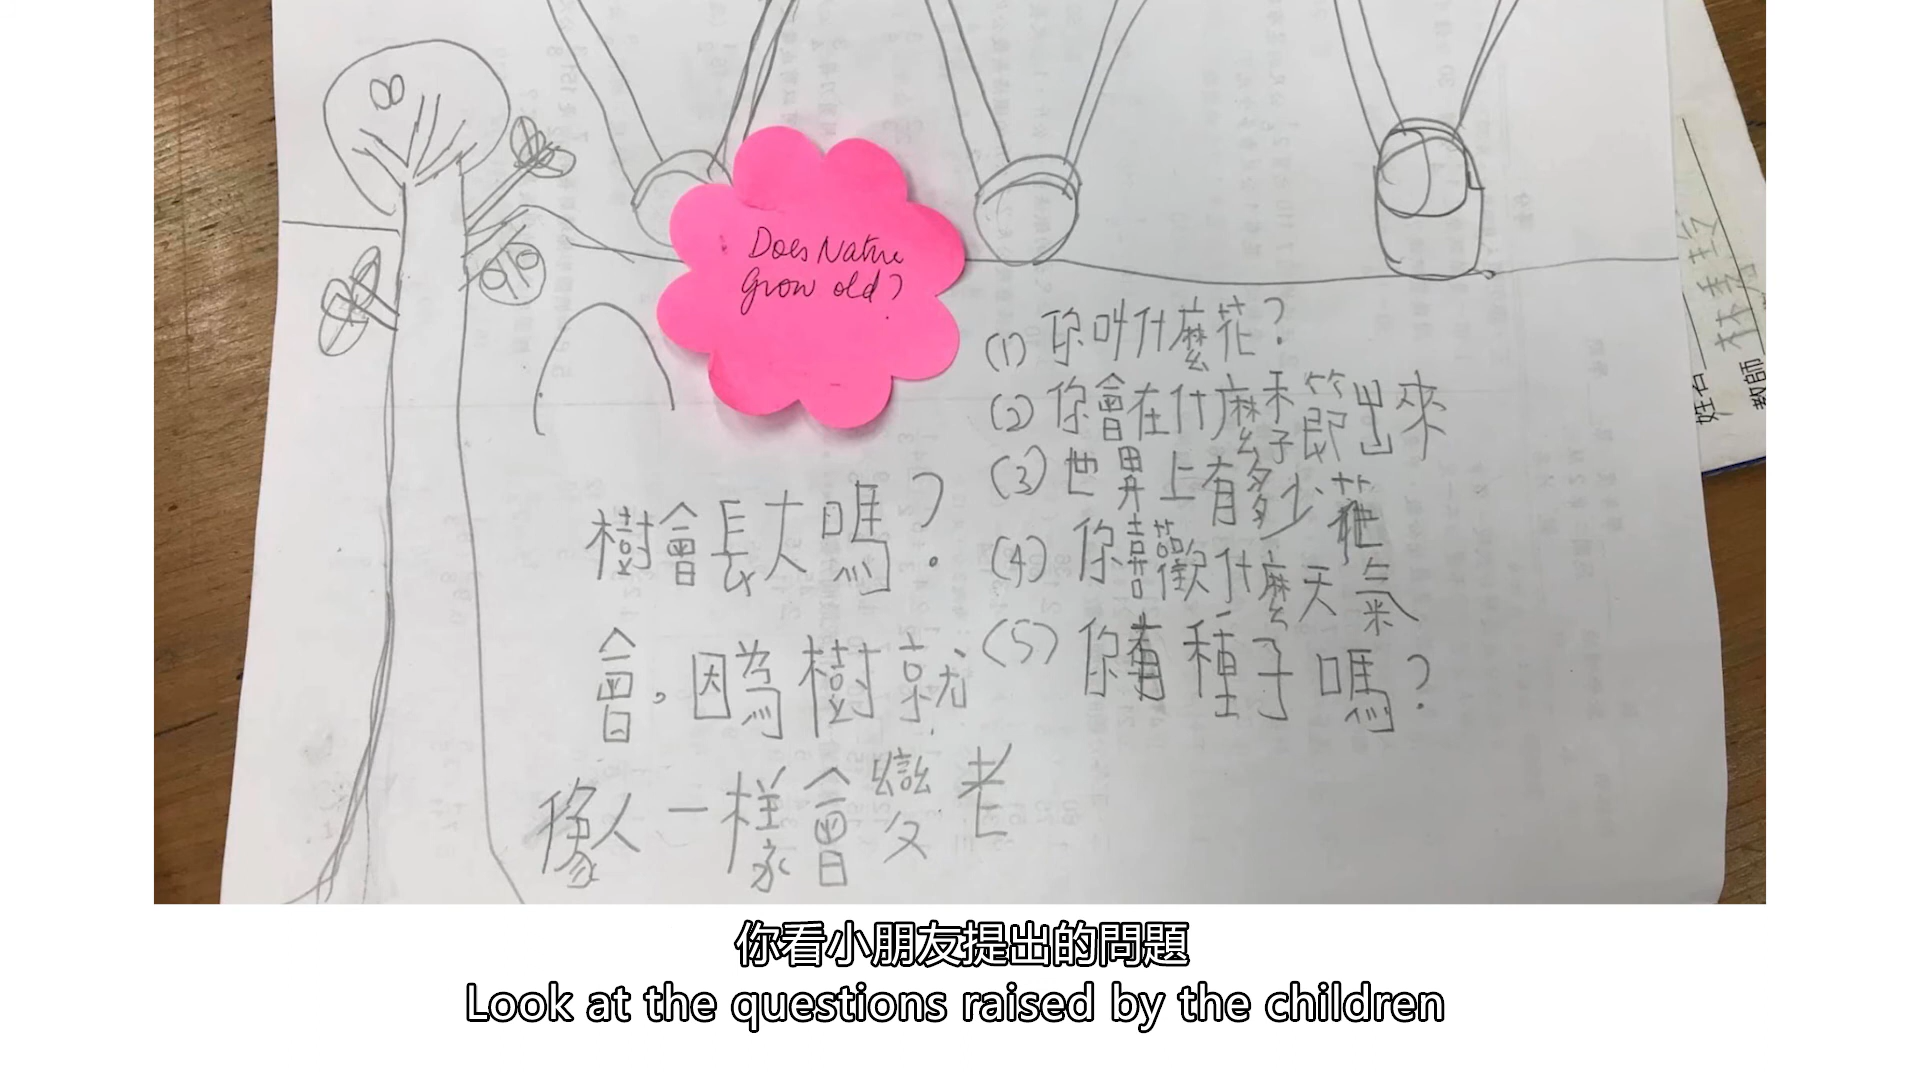 Does Nature
Grow old?
(1) 你叫什麼花?
(2) 你會在什麼季節出來
(3) 世界上有多少花
(4) 你喜歡什麼天氣
(5) 你有種子嗎?
樹會長大嗎?
會,因為樹就
像人一樣會變老
姓名
教師
你看小朋友提出的問題
Look at the questions raised by the children